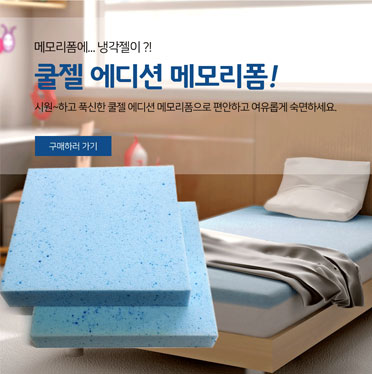 메모리폼에... 냉각젤이 ?!
쿨젤 에디션 메모리폼!
시원~하고 푹신한 쿨젤 에디션 메모리폼으로 편안하고 여유롭게 숙면하세요.
구매하러 가기